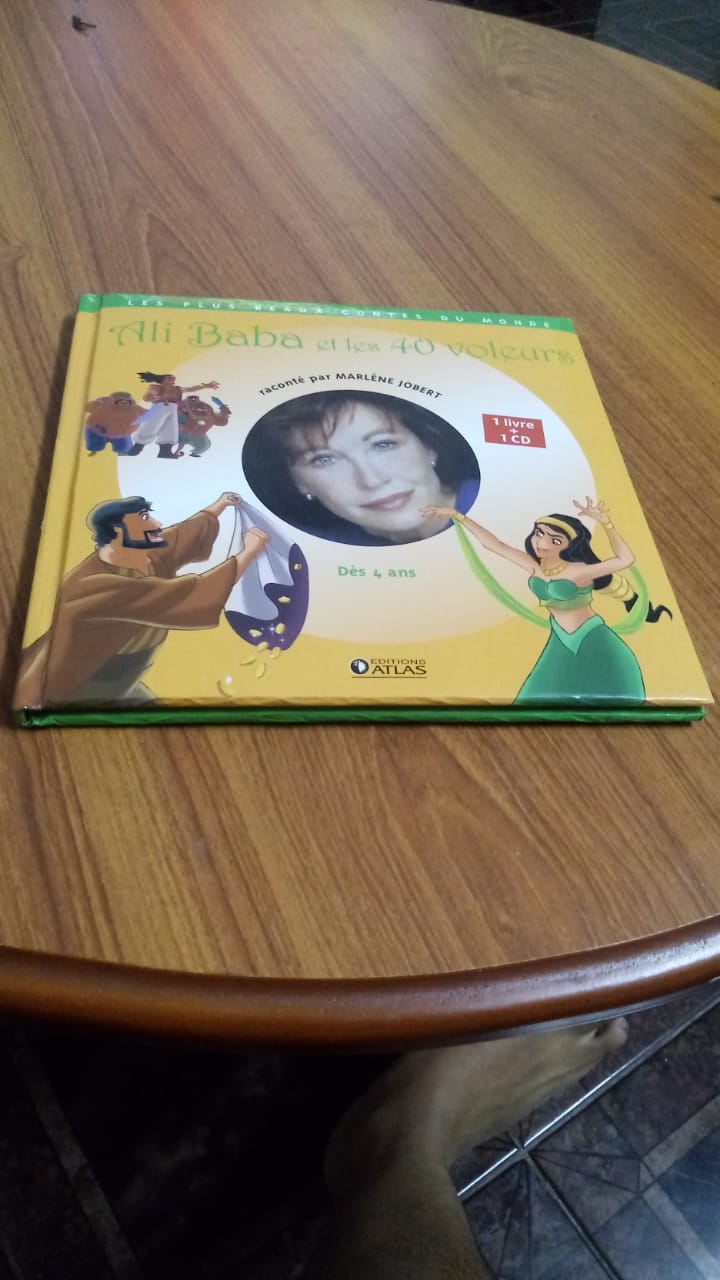 LES PLUS BEAUX CONTES DU MONDE
Ali Baba et les 40 voleurs
raconté par MARLÈNE JOBERT
1 livre
+
1 CD
Dès 4 ans
EDITIONS
ATLAS